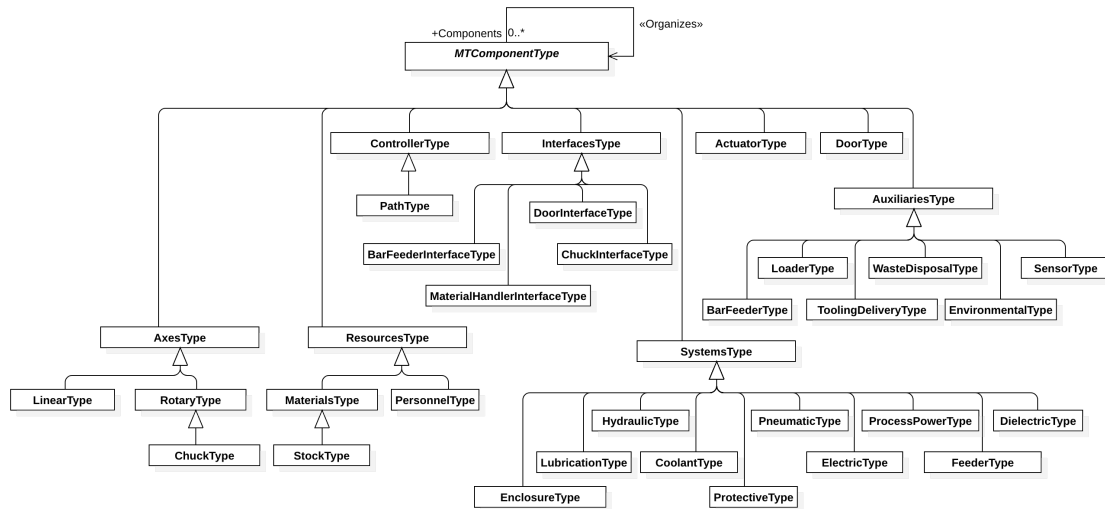 «Organizes»
+Components 0..*
MTComponentType
ControllerType
InterfacesType
ActuatorType
DoorType
PathType
DoorInterfaceType
AuxiliariesType
BarFeederInterfaceType
ChuckInterfaceType
MaterialHandlerInterfaceType
LoaderType
WasteDisposalType
SensorType
BarFeederType
ToolingDeliveryType
EnvironmentalType
AxesType
ResourcesType
SystemsType
LinearType
RotaryType
MaterialsType
PersonnelType
HydraulicType
PneumaticType
ProcessPowerType
DielectricType
ChuckType
StockType
LubricationType
CoolantType
ElectricType
FeederType
EnclosureType
ProtectiveType